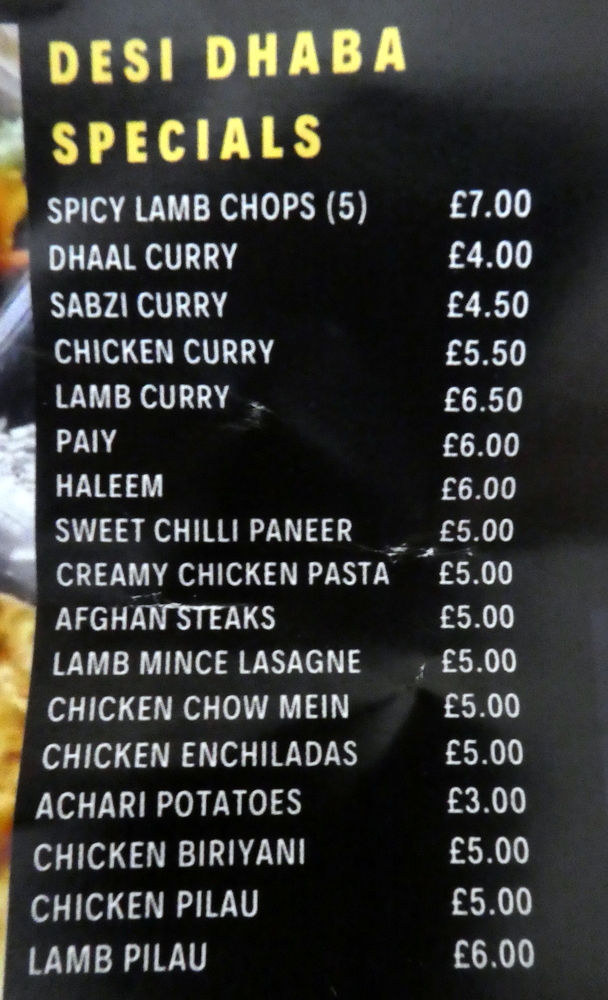 DESI DHABA
SPECIALS
SPICY LAMB CHOPS (5) £7.00
DHAAL CURRY £4.00
SABZI CURRY £4.50
CHICKEN CURRY £5.50
LAMB CURRY £6.50
PAIY £6.00
HALEEM £6.00
SWEET CHILLI PANEER £5.00
CREAMY CHICKEN PASTA £5.00
AFGHAN STEAKS £5.00
LAMB MINCE LASAGNE £5.00
CHICKEN CHOW MEIN £5.00
CHICKEN ENCHILADAS £5.00
ACHARI POTATOES £3.00
CHICKEN BIRIYANI £5.00
CHICKEN PILAU £5.00
LAMB PILAU £6.00